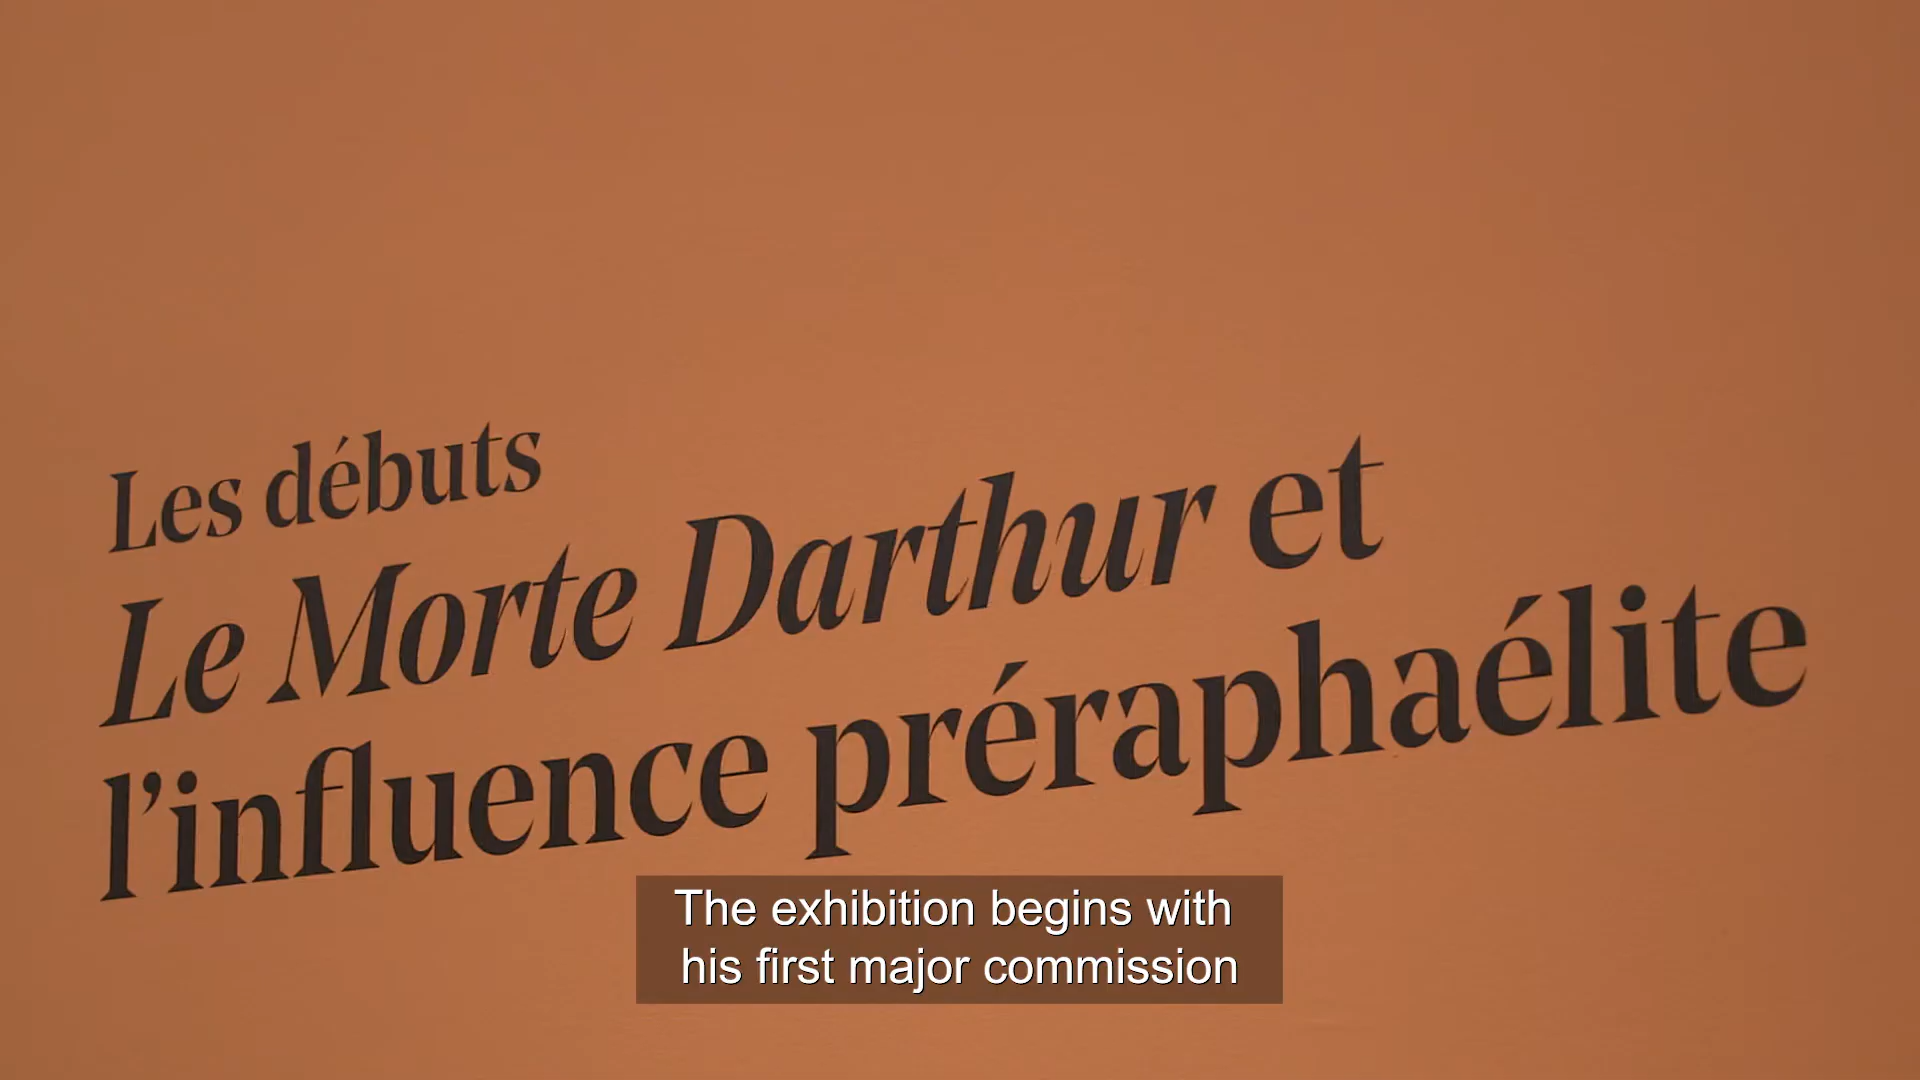 Les débuts
Le Morte Darthur et
l’influence préraphaélite
The exhibition begins with
his first major commission